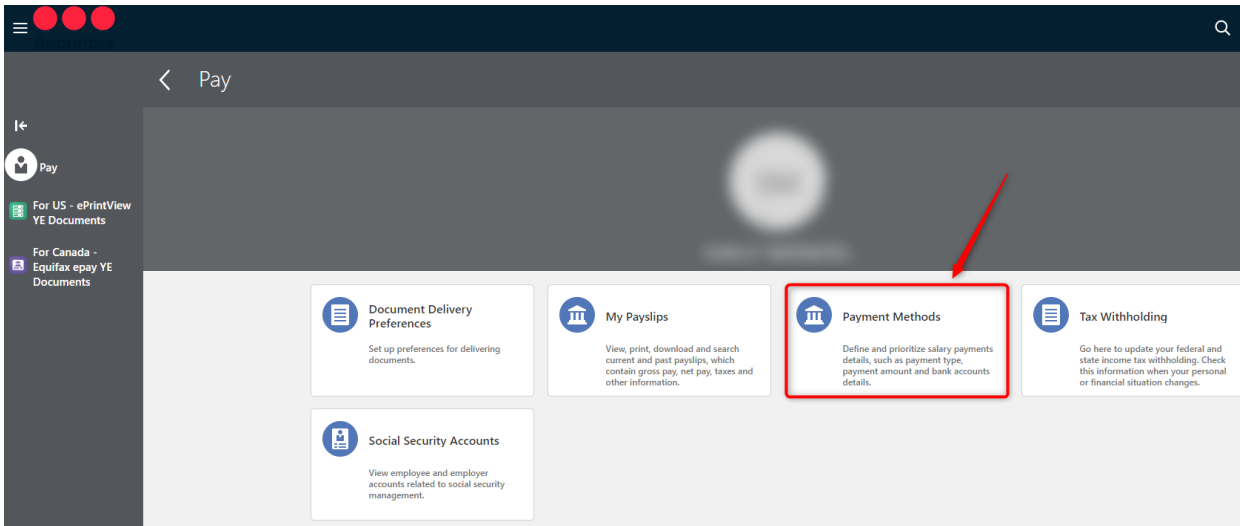 Securitas
Pay
Pay
For US - ePrintView
YE Documents
For Canada -
Equifax epay YE
Documents
Document Delivery
Preferences
Set up preferences for delivering
documents.
My Payslips
View, print, download and search
current and past payslips, which
contain gross pay, net pay, taxes and
other information.
Payment Methods
Define and prioritize salary payments
details, such as payment type,
payment amount and bank accounts
details.
Tax Withholding
Go here to update your federal and
state income tax withholding. Check
this information when your personal
or financial situation changes.
Social Security Accounts
View employee and employer
accounts related to social security
management.